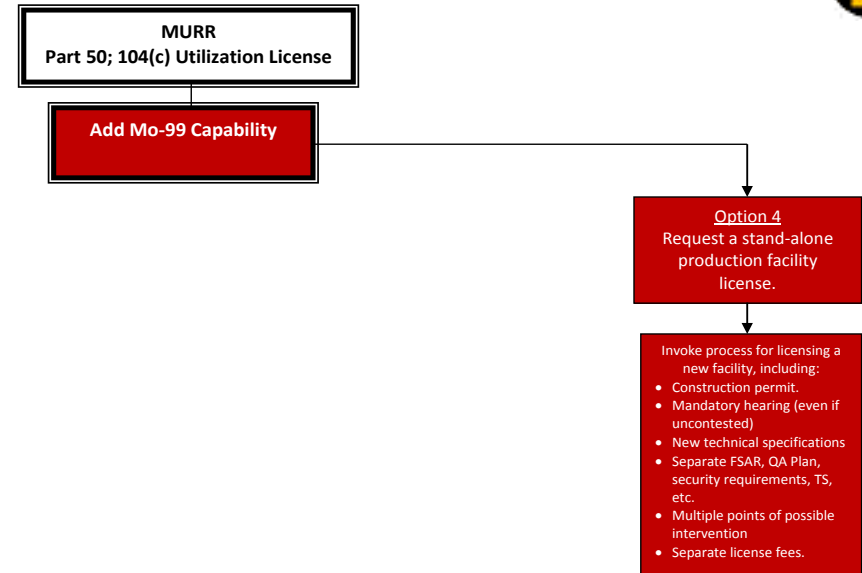 MURR
Part 50; 104(c) Utilization License
Add Mo-99 Capability
Option 4
Request a stand-alone
production facility
license.
Invoke process for licensing a
new facility, including:
• Construction permit.
• Mandatory hearing (even if
uncontested)
• New technical specifications
• Separate FSAR, QA Plan,
security requirements, TS,
etc.
• Multiple points of possible
intervention
• Separate license fees.